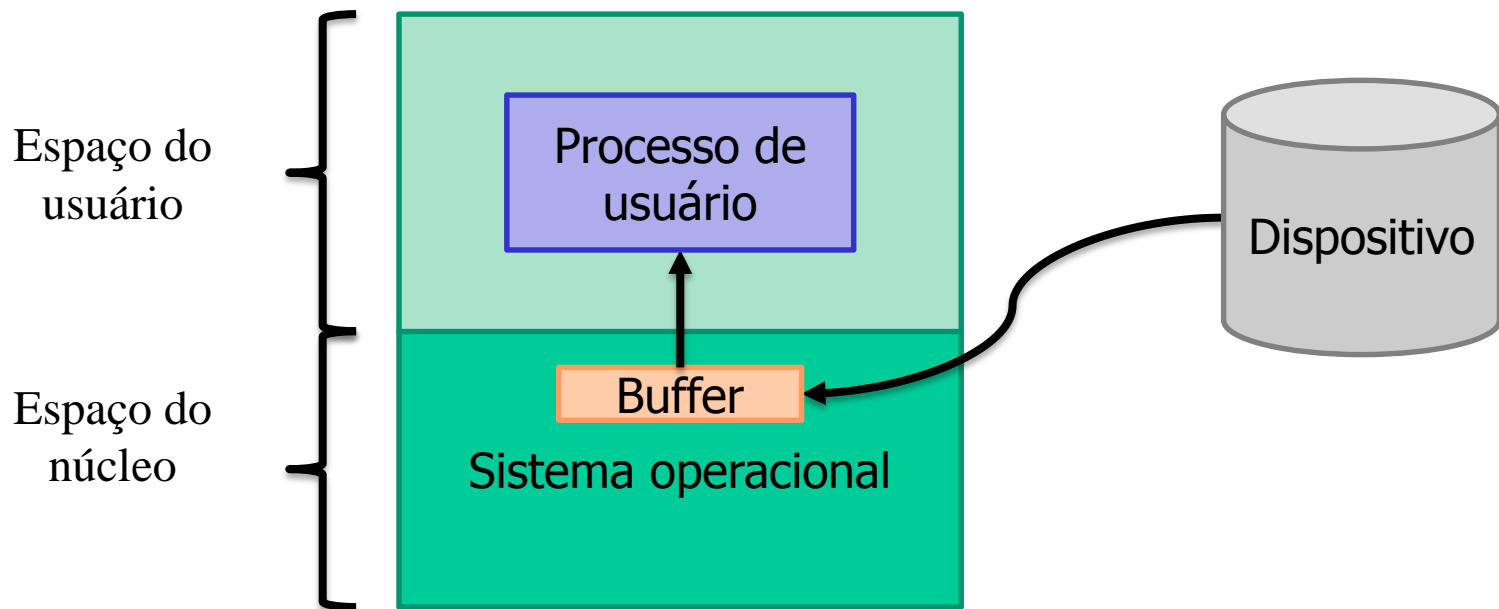 Espaço do
usuário
Processo de
usuário
Dispositivo
Espaço do
núcleo
Buffer
Sistema operacional